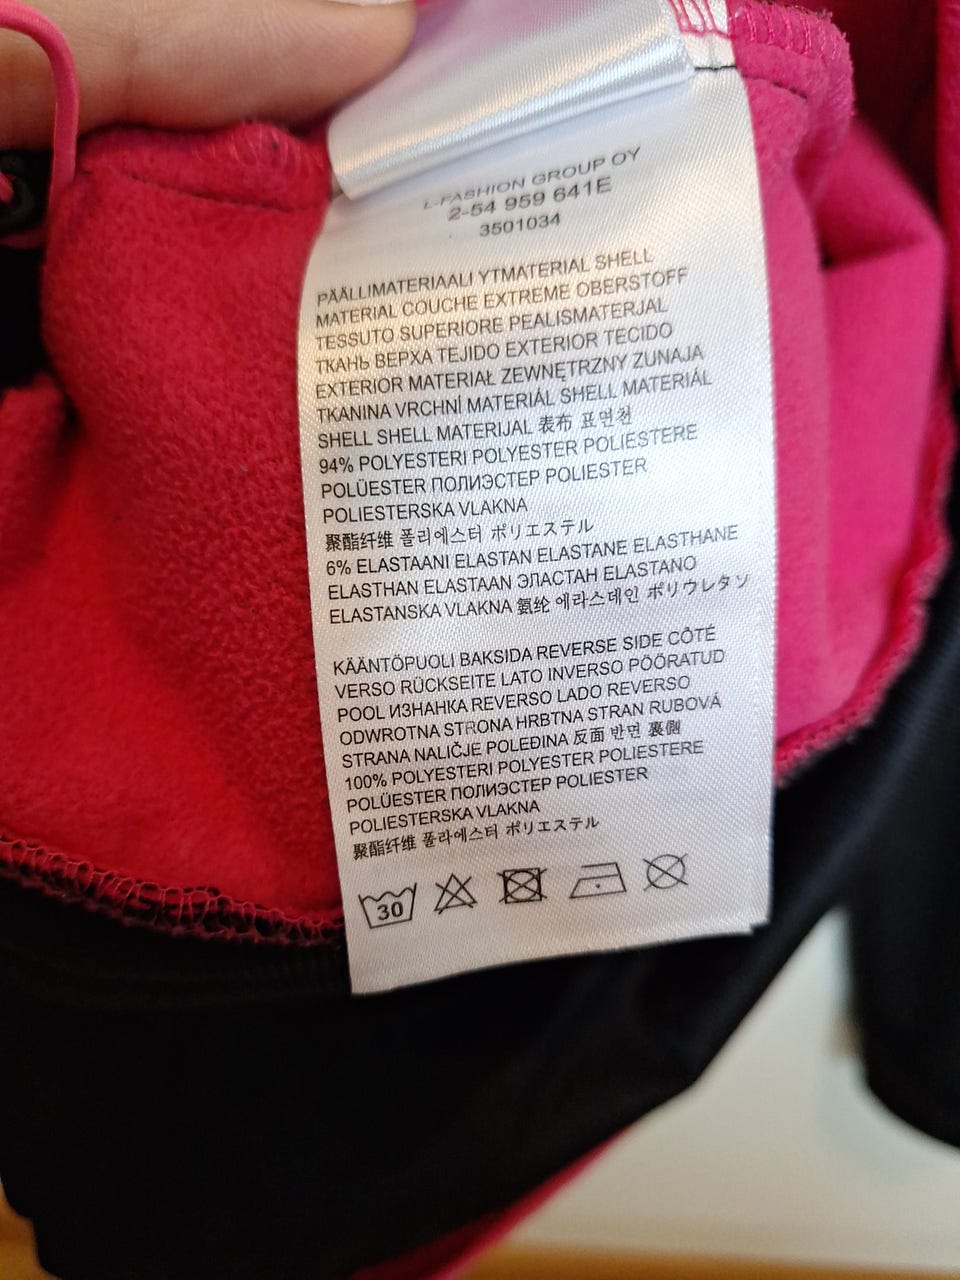 L-FASHION GROUP OY
2-54 959 641E
3501034
PÄÄLLIMATERIAALI YTMATERIAL SHELL
MATERIAL COUCHE EXTREME OBERSTOFF
TESSUTO SUPERIORE PEALISMATERJAL
ТКАНЬ ВЕРХА TEJIDO EXTERIOR TECIDO
EXTERIOR MATERIAŁ ZEWNĘTRZNY ZUNAJA
TKANINA VRCHNÍ MATERIÁL SHELL MATERIÁL
SHELL SHELL MATERIJAL 表布 표면천
94% POLYESTERI POLYESTER POLIESTERE
POLÜESTER ПОЛИЭСТЕР POLIESTER
POLIESTERSKA VLAKNA
聚酯纤维 폴리에스터 ポリエステル
6% ELASTAANI ELASTAN ELASTANE ELASTHANE
ELASTHAN ELASTAAN ЭЛАСТАН ELASTANO
ELASTANSKA VLAKNA 氨纶 에라스데인 ポリウレタソ
KÄÄNTÖPUOLI BAKSIDA REVERSE SIDE CÔTÉ
VERSO RÜCKSEITE LATO INVERSO PÖÖRATUD
POOL ИЗНАНКА REVERSO LADO REVERSO
ODWROTNA STRONA HRBTNA STRAN RUBOVÁ
STRANA NALIČJE POLEĐINA 反面 반면 裏側
100% POLYESTERI POLYESTER POLIESTERE
POLÜESTER ПОЛИЭСТЕР POLIESTER
POLIESTERSKA VLAKNA
聚酯纤维 폴라에스터 ポリエステル
30